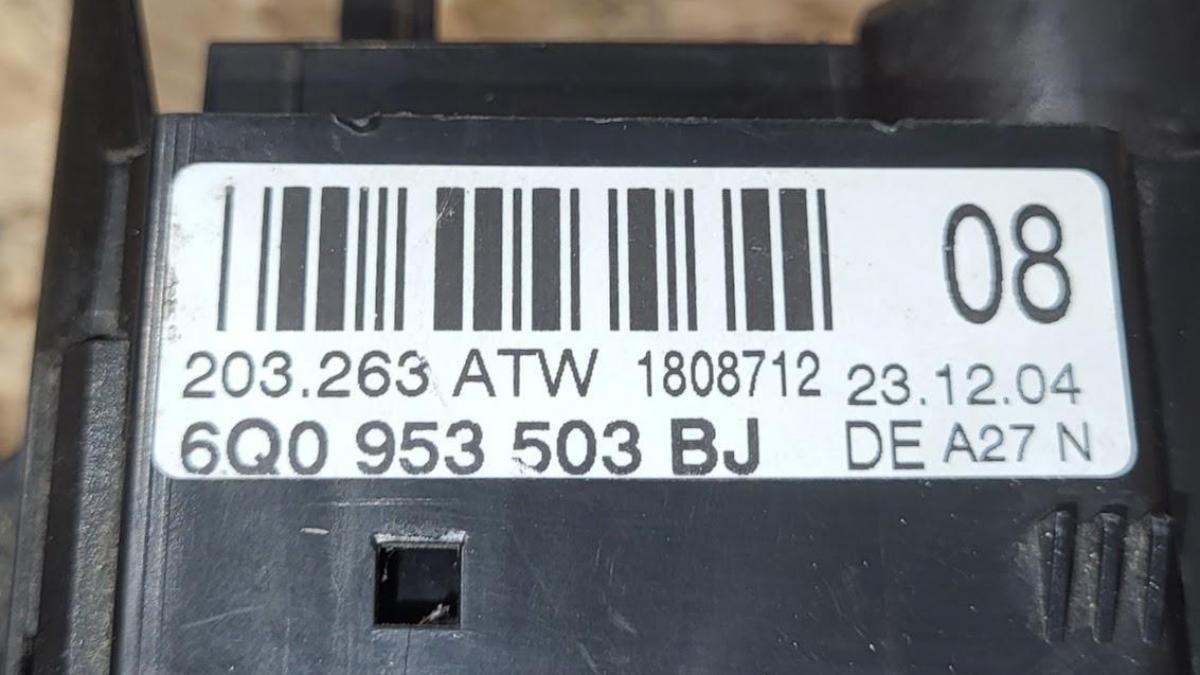 08
203.263 ATW 1808712 23.12.04
6Q0 953 503 BJ DE A27 N